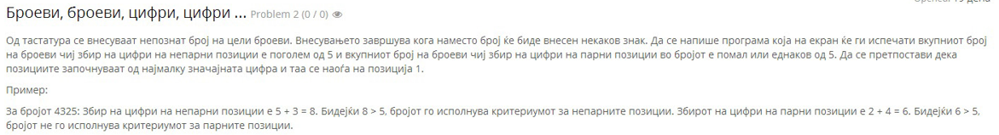 Броеви, броеви, цифри, цифри ... Problem 2 (0 / 0)
Од тастатура се внесуваат непознат број на цели броеви. Внесувањето завршува кога наместо број ќе биде внесен некаков знак. Да се напише програма која на екран ќе ги испечати вкупниот број
на броеви чиј збир на цифри на непарни позиции е поголем од 5 и вкупниот број на броеви чиј збир на цифри на парни позиции во бројот е помал или еднаков од 5. Да се претпостави дека
позициите започнуваат од најмалку значајната цифра и таа се наоѓа на позиција 1.
Пример:
За бројот 4325: Збир на цифри на непарни позиции е 5 + 3 = 8. Бидејќи 8 > 5, бројот го исполнува критериумот за непарните позиции. Збирот на цифри на парни позиции е 2 + 4 = 6. Бидејќи 6 > 5,
бројот не го исполнува критериумот за парните позиции.